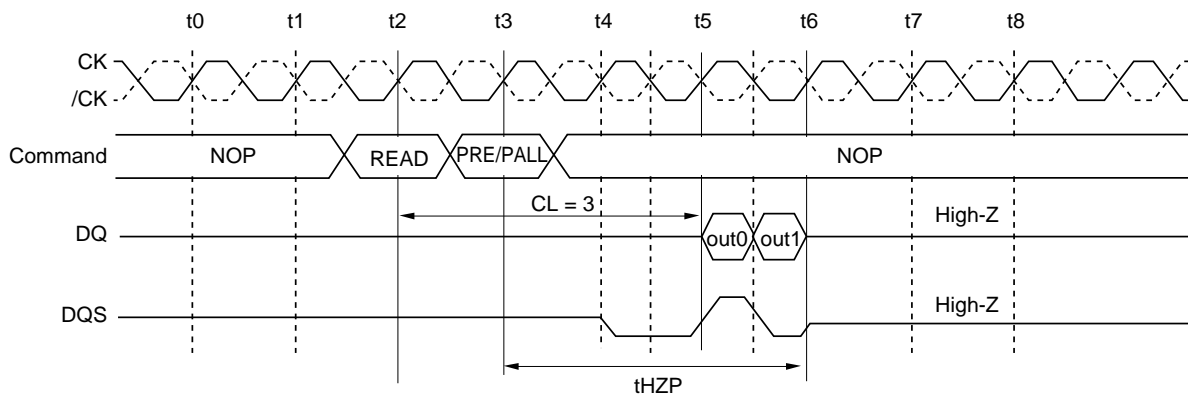 t0 t1 t2 t3 t4 t5 t6 t7 t8
CK
/CK
Command NOP READ PRE/PALL NOP
CL = 3
DQ out0 out1 High-Z
DQS High-Z
tHZP